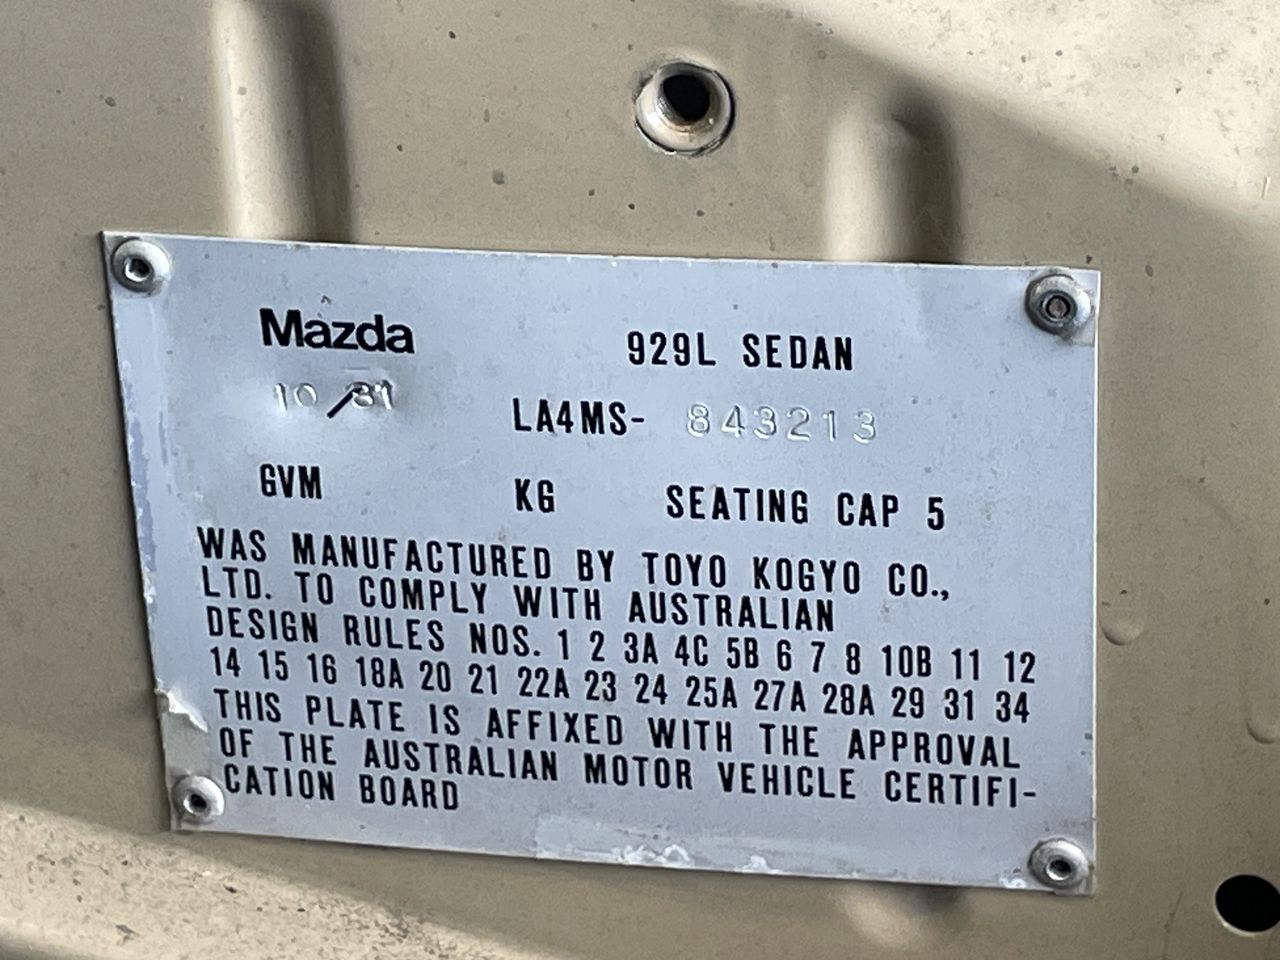 Mazda 929L SEDAN
10/81 LA4MS- 843213
GVM KG SEATING CAP 5
WAS MANUFACTURED BY TOYO KOGYO CO.,
LTD. TO COMPLY WITH AUSTRALIAN
DESIGN RULES NOS. 1 2 3A 4C 5B 6 7 8 10B 11 12
14 15 16 18A 20 21 22A 23 24 25A 27A 28A 29 31 34
THIS PLATE IS AFFIXED WITH THE APPROVAL
OF THE AUSTRALIAN MOTOR VEHICLE CERTIFI-
CATION BOARD